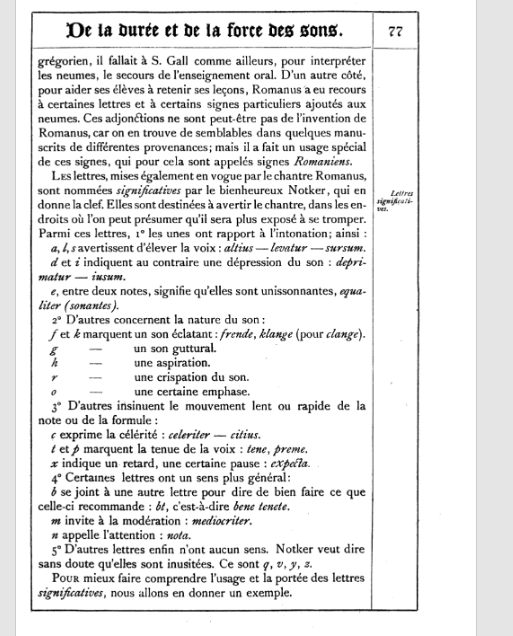 De la durée et de la force des sons.
77
grégorien, il fallait à S. Gall comme ailleurs, pour interpréter
les neumes, le secours de l'enseignement oral. D'un autre côté,
pour aider ses élèves à retenir ses leçons, Romanus a eu recours
à certaines lettres et à certains signes particuliers ajoutés aux
neumes. Ces adjonctions ne sont peut-être pas de l'invention de
Romanus, car on en trouve de semblables dans quelques manu-
scrits de différentes provenances; mais il a fait un usage spécial
de ces signes, qui pour cela sont appelés signes Romaniens.
LES lettres, mises également en vogue par le chantre Romanus,
sont nommées significatives par le bienheureux Notker, qui en
donne la clef. Elles sont destinées à avertir le chantre, dans les en-
droits où l'on peut présumer qu'il sera plus exposé à se tromper.
Parmi ces lettres, 1° les unes ont rapport à l'intonation; ainsi :
a, l, s avertissent d'élever la voix : altius — levatur — sursum.
d et i indiquent au contraire une dépression du son : depri-
matur — iusum.
e, entre deux notes, signifie qu'elles sont unissonnantes, equa-
liter (sonantes).
2° D'autres concernent la nature du son :
f et k marquent un son éclatant : frende, klange (pour clange).
g — un son guttural.
h — une aspiration.
r — une crispation du son.
o — une certaine emphase.
3° D'autres insinuent le mouvement lent ou rapide de la
note ou de la formule :
c exprime la célérité : celeriter — citius.
t et p marquent la tenue de la voix : tene, preme.
x indique un retard, une certaine pause : expecta.
4° Certaines lettres ont un sens plus général :
b se joint à une autre lettre pour dire de bien faire ce que
celle-ci recommande : bt, c'est-à-dire bene tenete.
m invite à la modération : mediocriter.
n appelle l'attention : nota.
5° D'autres lettres enfin n'ont aucun sens. Notker veut dire
sans doute qu'elles sont inusitées. Ce sont q, v, y, z.
POUR mieux faire comprendre l'usage et la portée des lettres
significatives, nous allons en donner un exemple.
Lettres
significati-
ves.